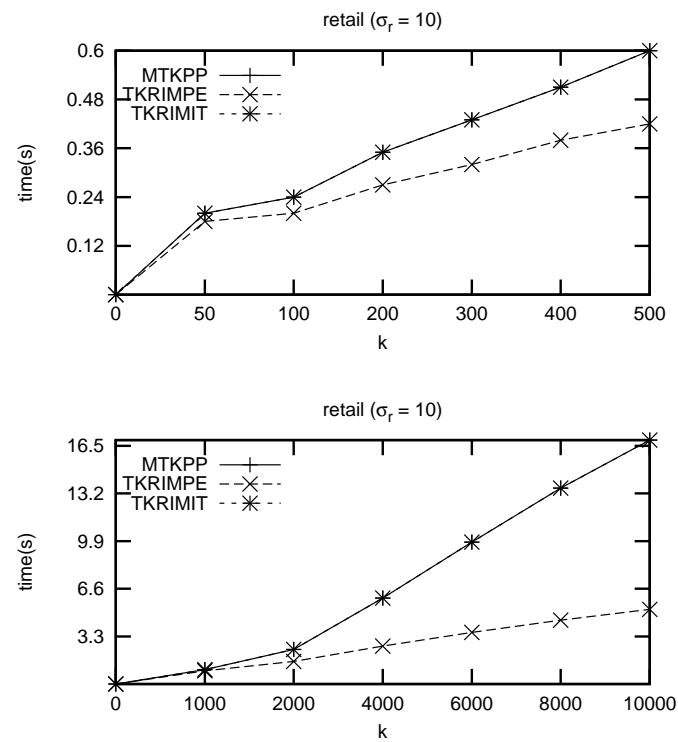 retail (σr = 10)
0.6
0.48
0.36
0.24
0.12
time(s)
MTKPP
TKRIMPE
TKRIMIT
0 50 100 200 300 400 500
k
retail (σr = 10)
16.5
13.2
9.9
6.6
3.3
time(s)
MTKPP
TKRIMPE
TKRIMIT
0 1000 2000 4000 6000 8000 10000
k